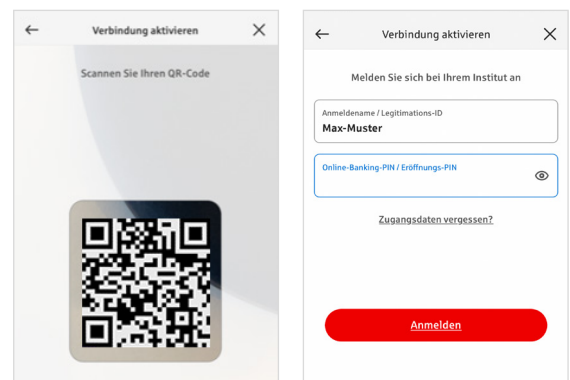 Verbindung aktivieren
Scannen Sie Ihren QR-Code
Verbindung aktivieren
Melden Sie sich bei Ihrem Institut an
Anmeldename / Legitimations-ID
Max-Muster
Online-Banking-PIN / Eröffnungs-PIN
Zugangsdaten vergessen?
Anmelden